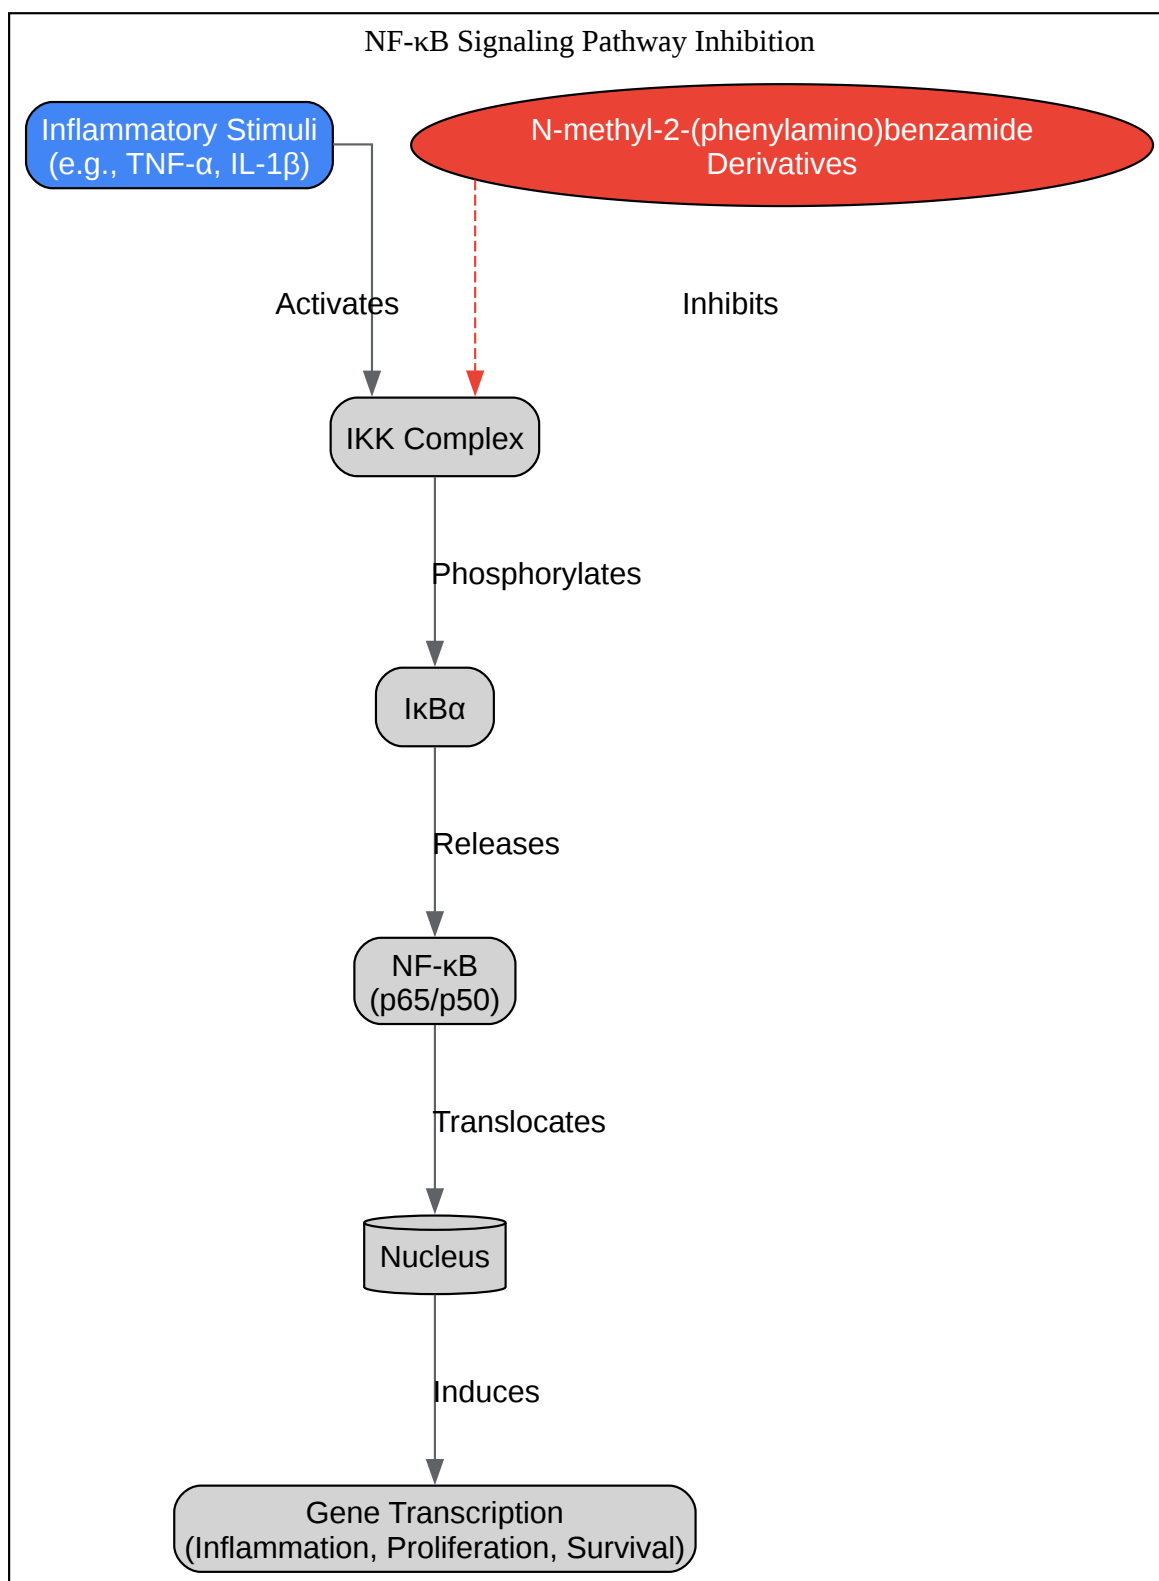 NF-κB Signaling Pathway Inhibition
Inflammatory Stimuli
(e.g., TNF-α, IL-1β)
N-methyl-2-(phenylamino)benzamide
Derivatives
Activates
Inhibits
IKK Complex
Phosphorylates
IκBα
Releases
NF-κB
(p65/p50)
Translocates
Nucleus
Induces
Gene Transcription
(Inflammation, Proliferation, Survival)